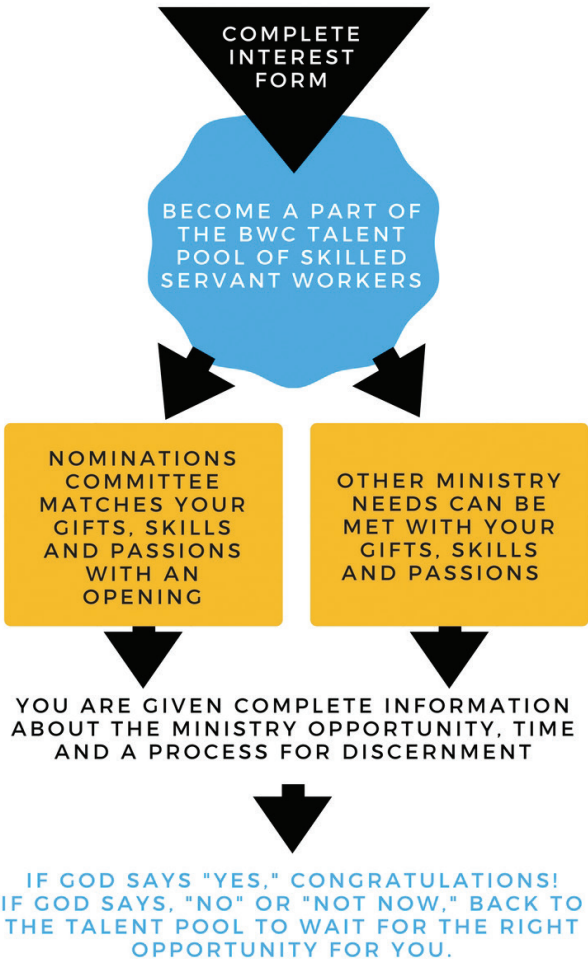 COMPLETE
INTEREST
FORM
BECOME A PART OF
THE BWC TALENT
POOL OF SKILLED
SERVANT WORKERS
NOMINATIONS
COMMITTEE
MATCHES YOUR
GIFTS, SKILLS
AND PASSIONS
WITH AN
OPENING
OTHER MINISTRY
NEEDS CAN BE
MET WITH YOUR
GIFTS, SKILLS
AND PASSIONS
YOU ARE GIVEN COMPLETE INFORMATION
ABOUT THE MINISTRY OPPORTUNITY, TIME
AND A PROCESS FOR DISCERNMENT
IF GOD SAYS "YES," CONGRATULATIONS!
IF GOD SAYS, "NO" OR "NOT NOW," BACK TO
THE TALENT POOL TO WAIT FOR THE RIGHT
OPPORTUNITY FOR YOU.